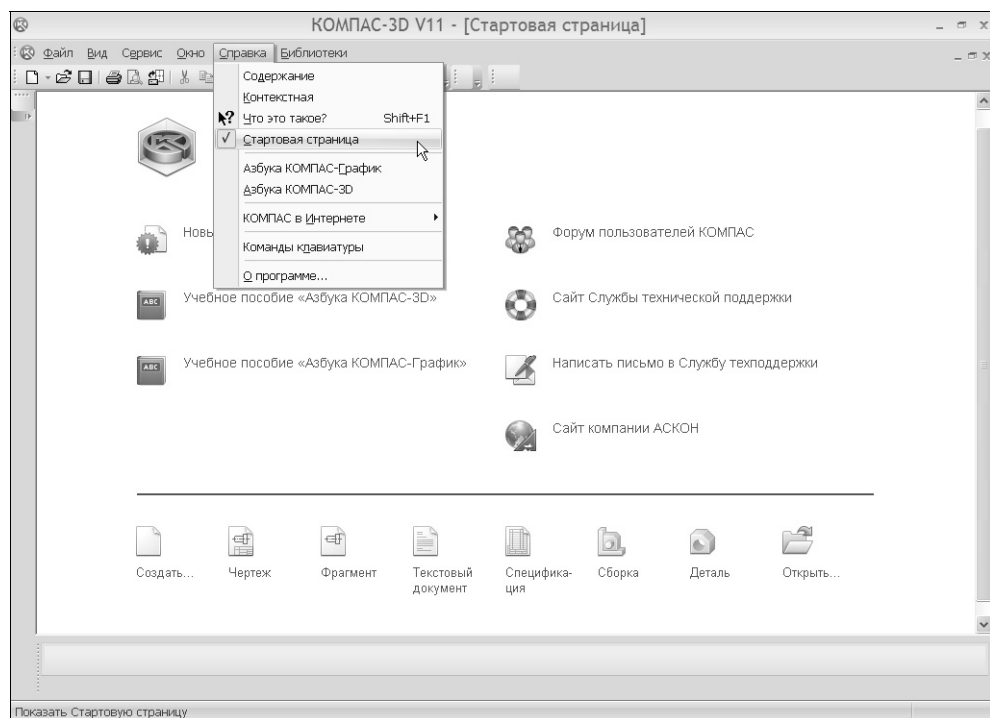 КОМПАС-3D V11 - [Стартовая страница]
Файл Вид Сервис Окно Справка Библиотеки
Содержание
Контекстная
Что это такое? Shift+F1
Стартовая страница
Азбука КОМПАС-График
Азбука КОМПАС-3D
КОМПАС в Интернете
Команды клавиатуры
О программе...
Новы
Форум пользователей КОМПАС
ABC Учебное пособие «Азбука КОМПАС-3D»
Сайт Службы технической поддержки
ABC Учебное пособие «Азбука КОМПАС-График»
Написать письмо в Службу техподдержки
Сайт компании АСКОН
Создать...
Чертеж
Фрагмент
Текстовый
документ
Специфика-
ция
Сборка
Деталь
Открыть...
Показать Стартовую страницу